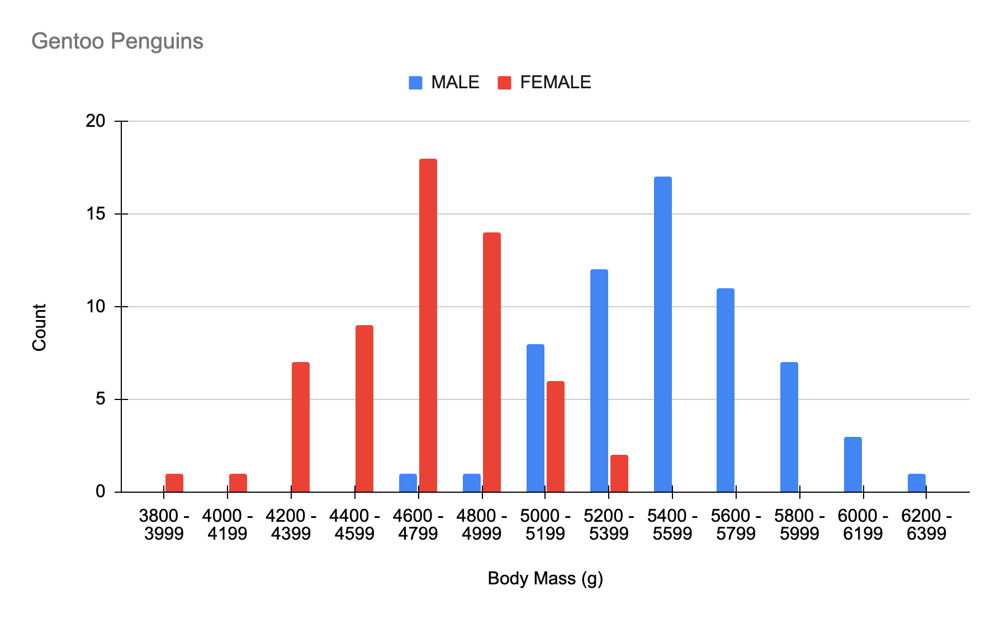 Gentoo Penguins
MALE FEMALE
20
15
10
5
0
Count
3800 - 4000 - 4200 - 4400 - 4600 - 4800 - 5000 - 5200 - 5400 - 5600 - 5800 - 6000 - 6200 -
3999 4199 4399 4599 4799 4999 5199 5399 5599 5799 5999 6199 6399
Body Mass (g)